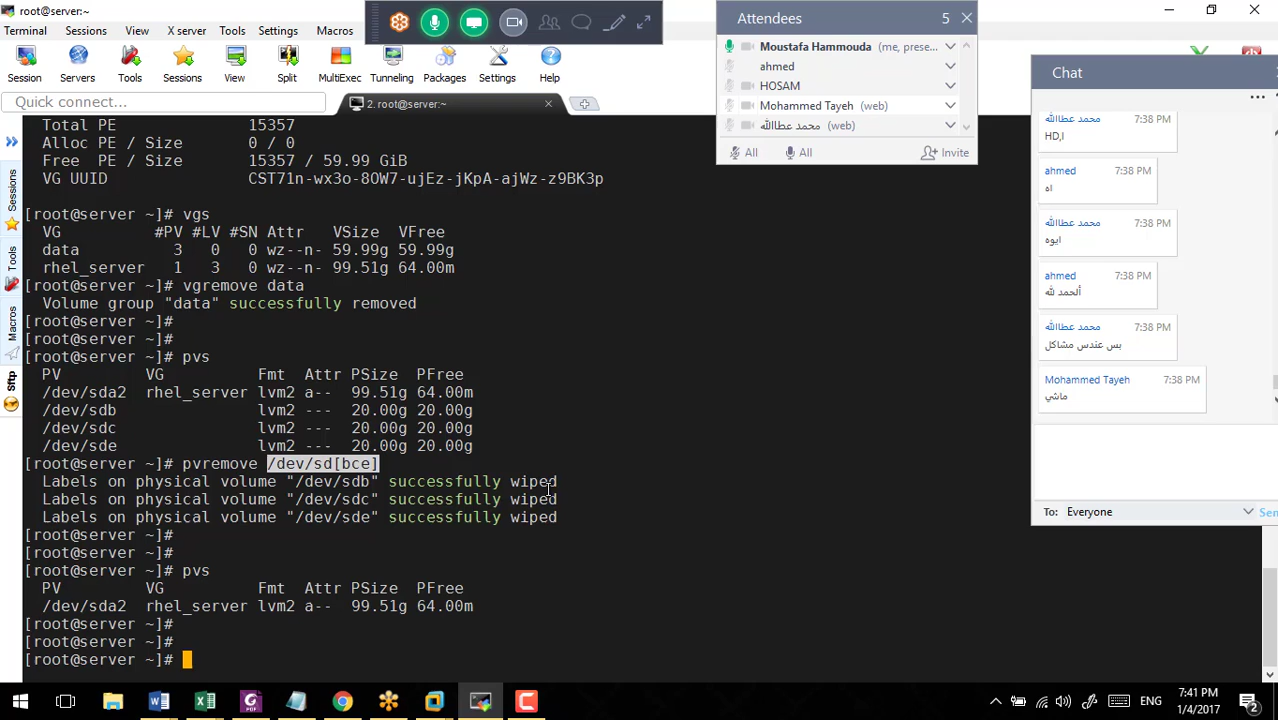 root@server:~
Terminal Sessions View X server Tools Settings Macros
Session Servers Tools Sessions View Split MultiExec Tunneling Packages Settings Help
Quick connect...
2. root@server:~
Sessions
Tools
Macros
Sftp
Total PE 15357
Alloc PE / Size 0 / 0
Free PE / Size 15357 / 59.99 GiB
VG UUID CST71n-wx3o-8OW7-ujEz-jKpA-ajWz-z9BK3p
[root@server ~]# vgs
VG #PV #LV #SN Attr VSize VFree
data 3 0 0 wz--n- 59.99g 59.99g
rhel_server 1 3 0 wz--n- 99.51g 64.00m
[root@server ~]# vgremove data
Volume group "data" successfully removed
[root@server ~]#
[root@server ~]#
[root@server ~]# pvs
PV VG Fmt Attr PSize PFree
/dev/sda2 rhel_server lvm2 a-- 99.51g 64.00m
/dev/sdb lvm2 --- 20.00g 20.00g
/dev/sdc lvm2 --- 20.00g 20.00g
/dev/sde lvm2 --- 20.00g 20.00g
[root@server ~]# pvremove /dev/sd[bce]
Labels on physical volume "/dev/sdb" successfully wiped
Labels on physical volume "/dev/sdc" successfully wiped
Labels on physical volume "/dev/sde" successfully wiped
[root@server ~]#
[root@server ~]#
[root@server ~]# pvs
PV VG Fmt Attr PSize PFree
/dev/sda2 rhel_server lvm2 a-- 99.51g 64.00m
[root@server ~]#
[root@server ~]#
[root@server ~]#
Attendees 5
Moustafa Hammouda (me, prese...
ahmed
HOSAM
Mohammed Tayeh (web)
محمد عطاالله (web)
All All Invite
Chat
محمد عطاالله 7:38 PM
HD,ا
ahmed 7:38 PM
اه
محمد عطاالله 7:38 PM
ايوه
ahmed 7:38 PM
ألحمد لله
محمد عطاالله 7:38 PM
بس عندس مشاكل
Mohammed Tayeh 7:38 PM
ماشي
To: Everyone Sen
ENG 7:41 PM
1/4/2017
2